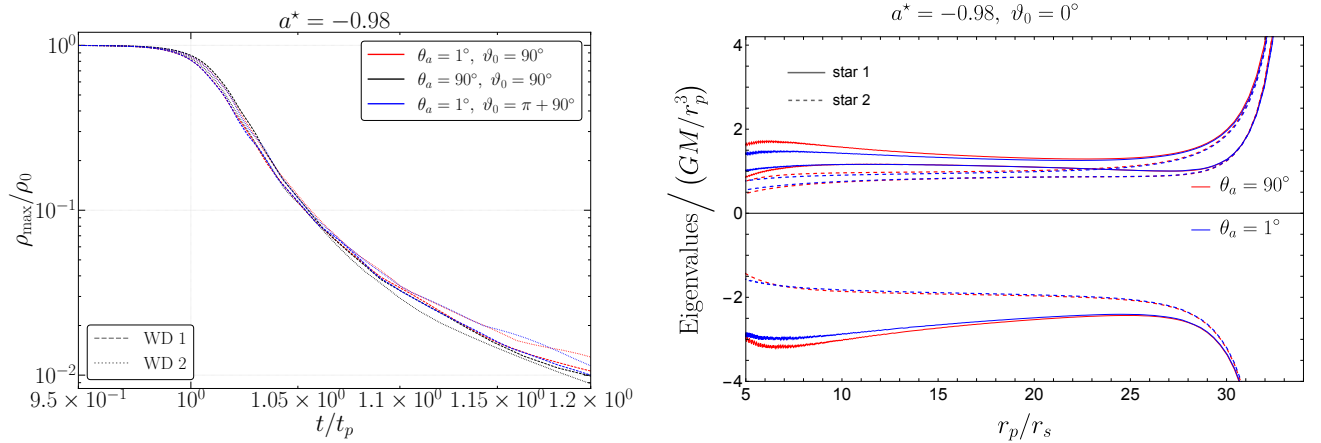 a⋆ = −0.98
10⁰
10⁻¹
10⁻²
ρmax/ρ0
θa = 1°, ϑ0 = 90°
θa = 90°, ϑ0 = 90°
θa = 1°, ϑ0 = π + 90°
WD 1
WD 2
9.5 × 10⁻¹
10⁰
1.05 × 10⁰
1.1 × 10⁰
1.15 × 10⁰
1.2 × 10⁰
t/tp
a⋆ = −0.98, ϑ0 = 0°
Eigenvalues/(GM/rp³)
4
2
0
−2
−4
star 1
star 2
θa = 90°
θa = 1°
5
10
15
20
25
30
rp/rs